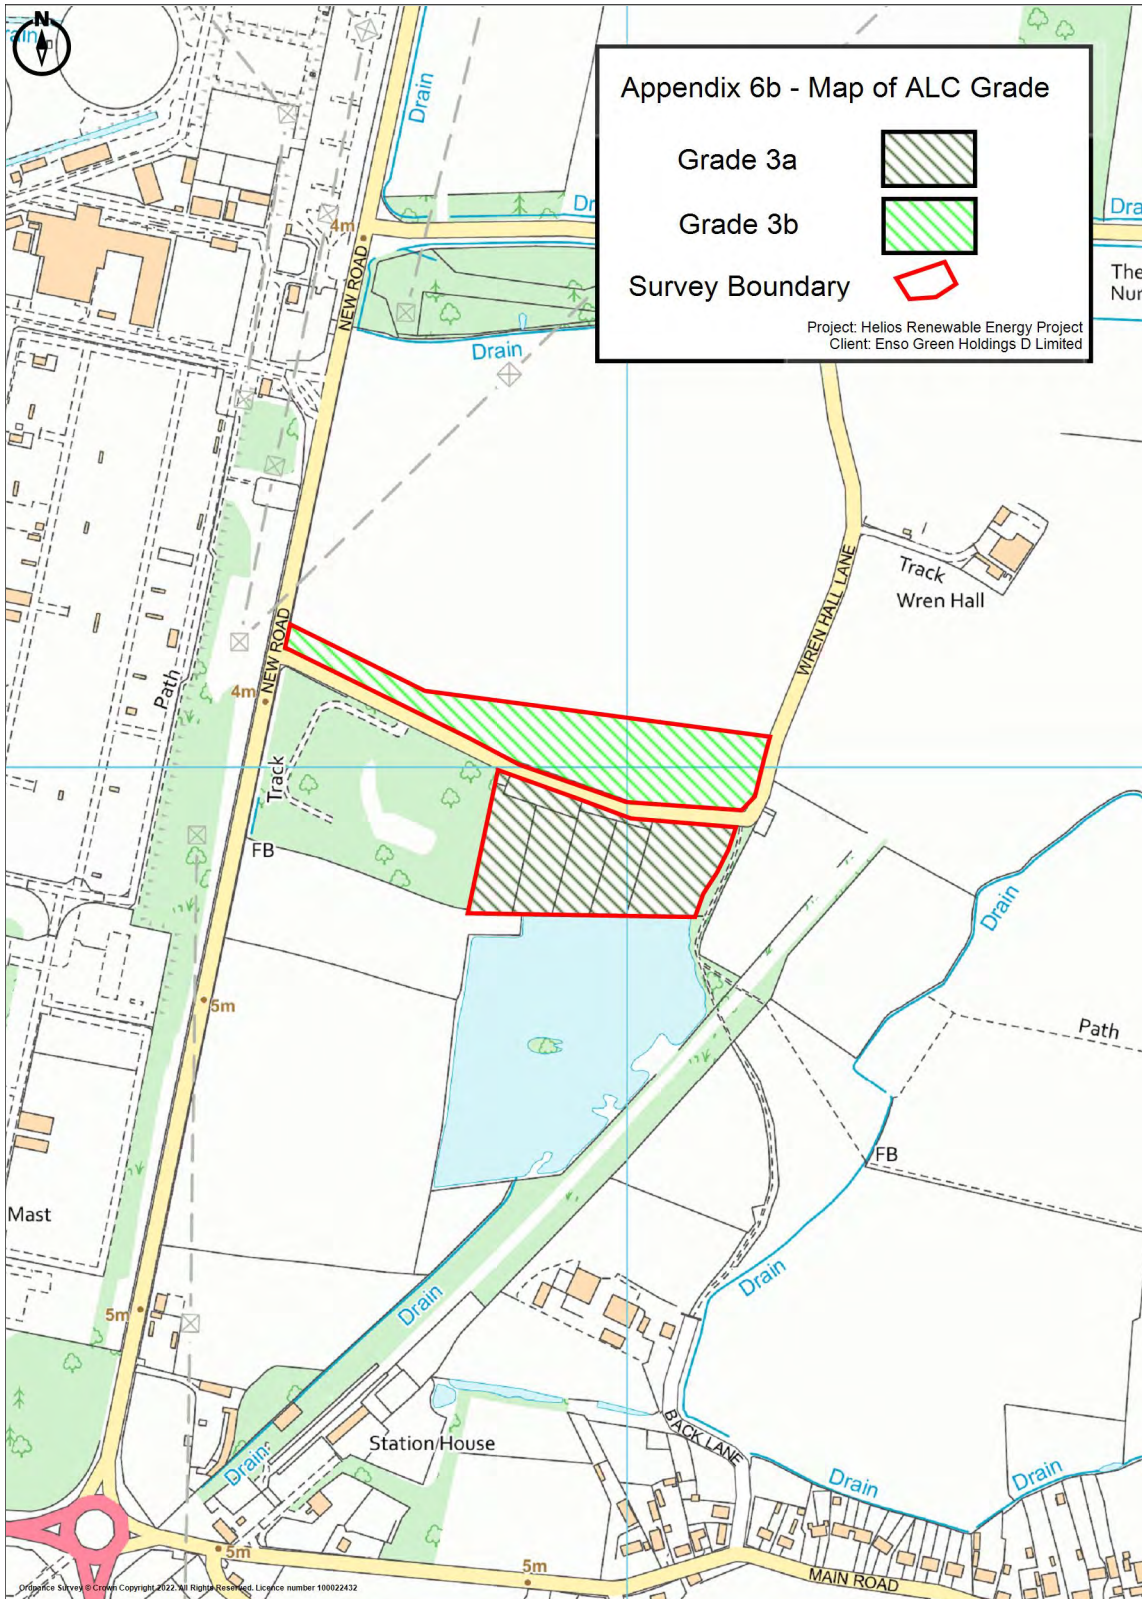 N
rain
Drain
Appendix 6b - Map of ALC Grade
Grade 3a
Grade 3b
Survey Boundary
Project: Helios Renewable Energy Project
Client: Enso Green Holdings D Limited
Dr
Dra
4m
NEW ROAD
Drain
The
Nur
WREN HALL LANE
Track
Wren Hall
NEW ROAD
4m
Path
Track
FB
Drain
5m
Path
FB
Mast
Drain
Drain
5m
Station House
BACK LANE
Drain
Drain
Drain
5m
5m
MAIN ROAD
Ordnance Survey © Crown Copyright 2022. All Rights Reserved. Licence number 100022432